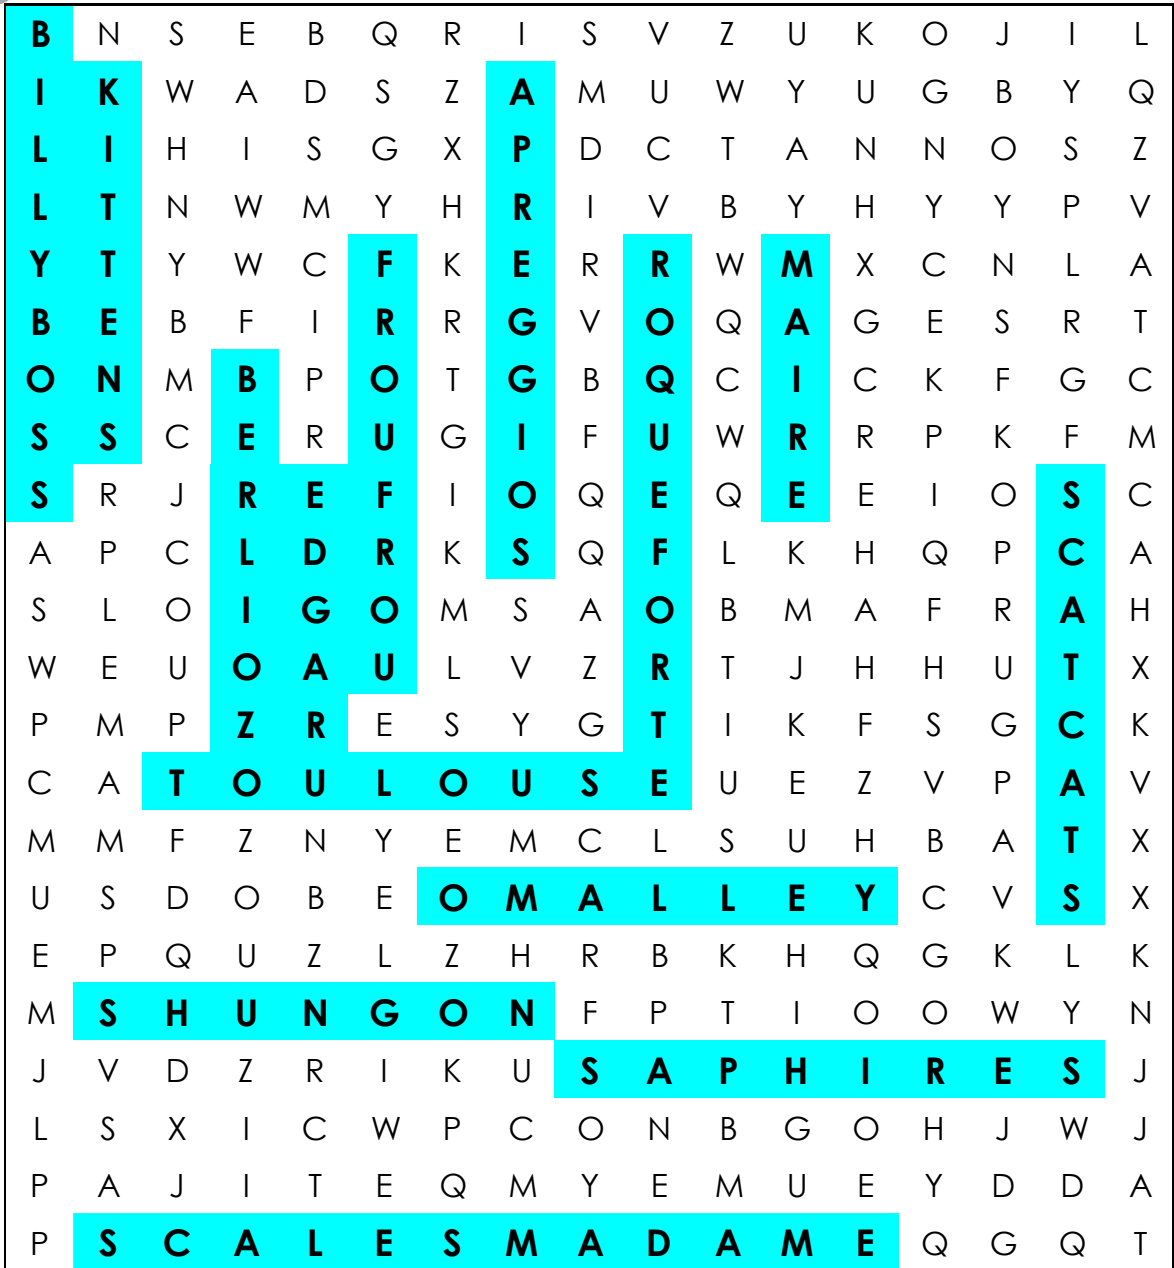 B N S E B Q R I S V Z U K O J I L
I K W A D S Z A M U W Y U G B Y Q
L I H I S G X P D C T A N N O S Z
L T N W M Y H R I V B Y H Y Y P V
Y T Y W C F K E R R W M X C N L A
B E B F I R R G V O Q A G E S R T
O N M B P O T G B Q C I C K F G C
S S C E R U G I F U W R R P K F M
S R J R E F I O Q E Q E E I O S C
A P C L D R K S Q F L K H Q P C A
S L O I G O M S A O B M A F R A H
W E U O A U L V Z R T J H H U T X
P M P Z R E S Y G T I K F S G C K
C A T O U L O U S E U E Z V P A V
M M F Z N Y E M C L S U H B A T X
U S D O B E O M A L L E Y C V S X
E P Q U Z L Z H R B K H Q G K L K
M S H U N G O N F P T I O O W Y N
J V D Z R I K U S A P H I R E S J
L S X I C W P C O N B G O H J W J
P A J I T E Q M Y E M U E Y D D A
P S C A L E S M A D A M E Q G Q T